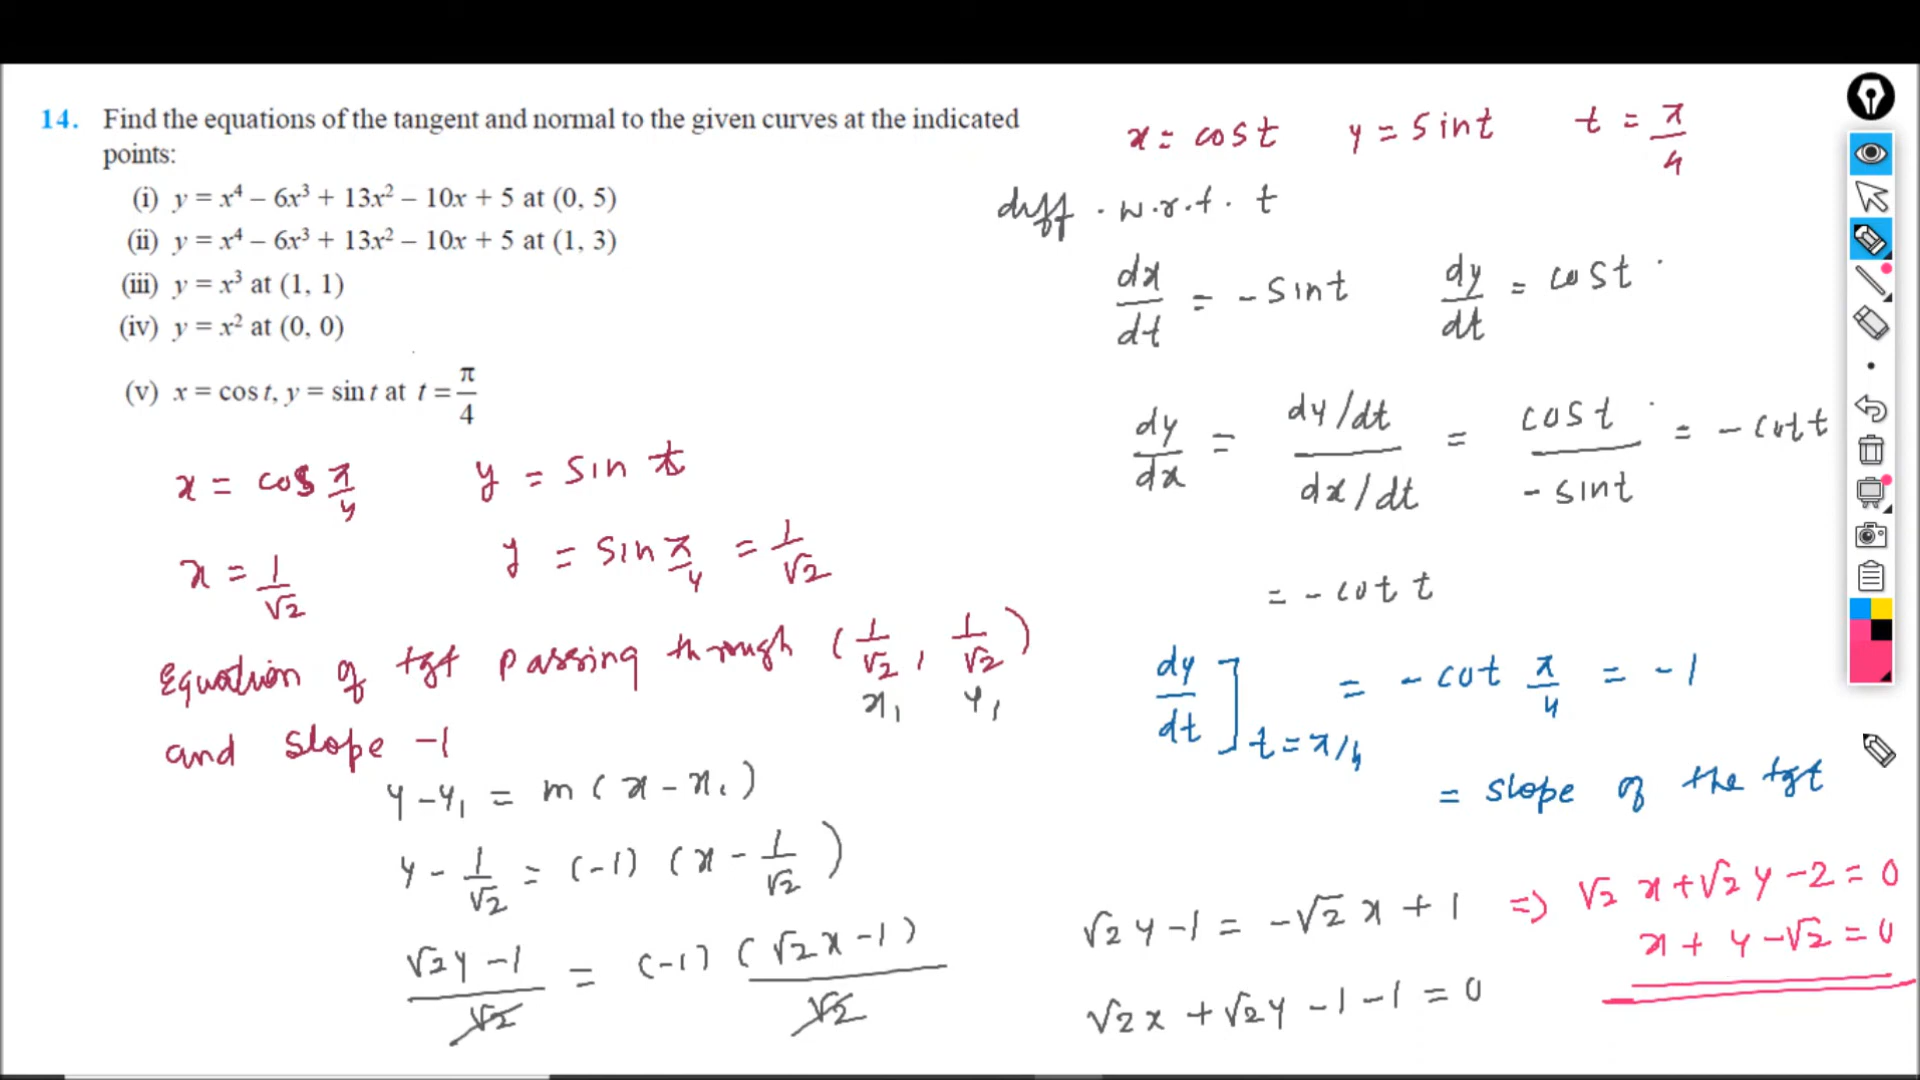 14. Find the equations of the tangent and normal to the given curves at the indicated
points:
(i) y = x⁴ – 6x³ + 13x² – 10x + 5 at (0, 5)
(ii) y = x⁴ – 6x³ + 13x² – 10x + 5 at (1, 3)
(iii) y = x³ at (1, 1)
(iv) y = x² at (0, 0)
(v) x = cos t, y = sin t at t = π/4
x = cos π/4 y = sin t
x = 1/√2 y = sin π/4 = 1/√2
Equation of tgt passing through (1/√2, 1/√2)
x₁ y₁
and slope -1
y - y₁ = m(x - x₁)
y - 1/√2 = (-1) (x - 1/√2)
(√2y - 1)/√2 = (-1) (√2x - 1)/√2
x = cos t y = sin t t = π/4
diff. w.r.t. t
dx/dt = - sin t dy/dt = cos t
dy/dx = (dy/dt)/(dx/dt) = cos t/(- sin t) = - cot t
= - cot t
dy/dt]t = π/4 = - cot π/4 = -1
= slope of the tgt
√2y - 1 = -√2x + 1 => √2x + √2y - 2 = 0
x + y - √2 = 0
√2x + √2y - 1 - 1 = 0